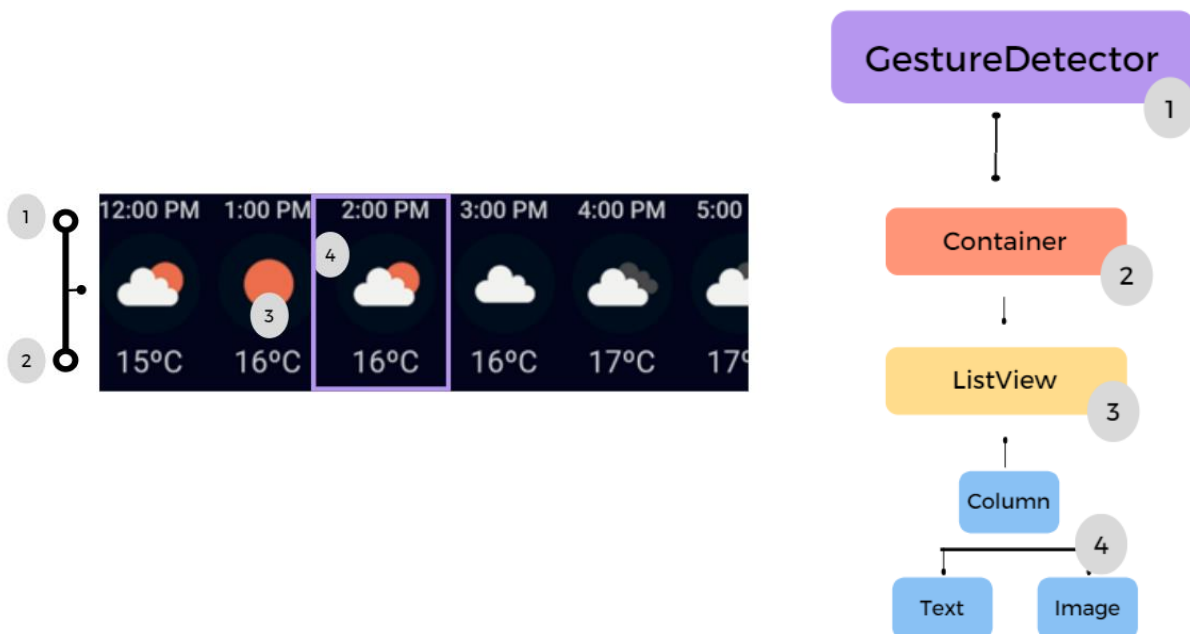 GestureDetector
1
1
12:00 PM 1:00 PM 2:00 PM 3:00 PM 4:00 PM 5:00
Container
4
2
3
2
15ºC 16ºC 16ºC 16ºC 17ºC 17º
ListView
3
Column
4
Text Image